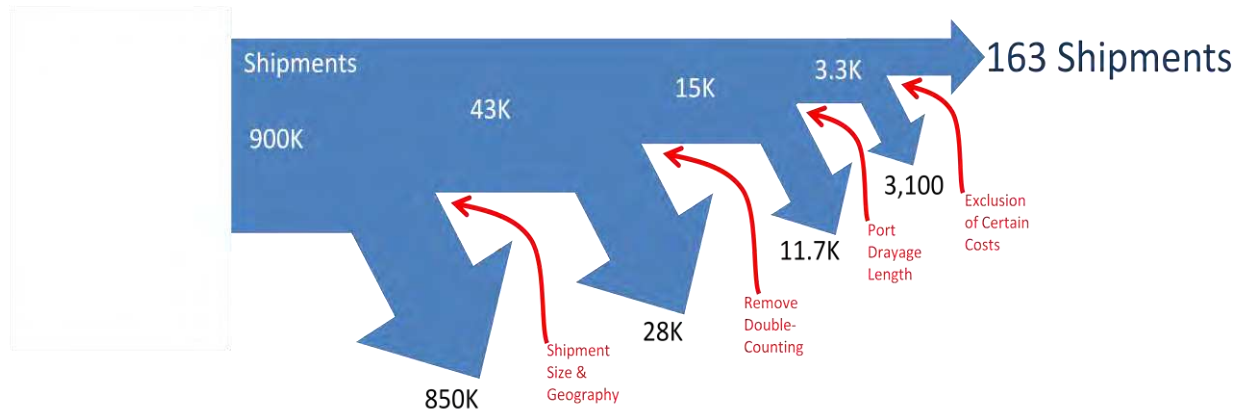 Shipments
900K
43K
15K
3.3K
163 Shipments
850K
Shipment
Size &
Geography
28K
Remove
Double-
Counting
11.7K
Port
Drayage
Length
3,100
Exclusion
of Certain
Costs